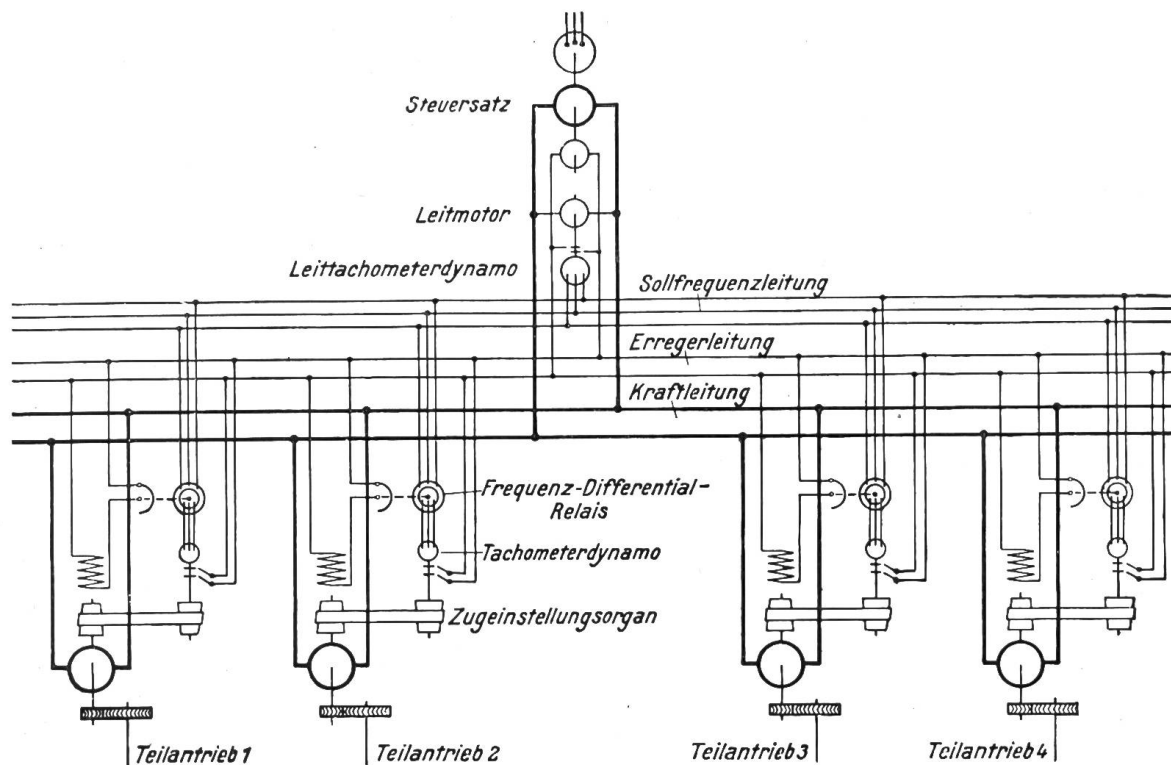 Steuersatz
Leitmotor
Leittachometerdynamo
Sollfrequenzleitung
Erregerleitung
Kraftleitung
Frequenz-Differential-
Relais
Tachometerdynamo
Zugeinstellungsorgan
Teilantrieb 1
Teilantrieb 2
Teilantrieb 3
Teilantrieb 4